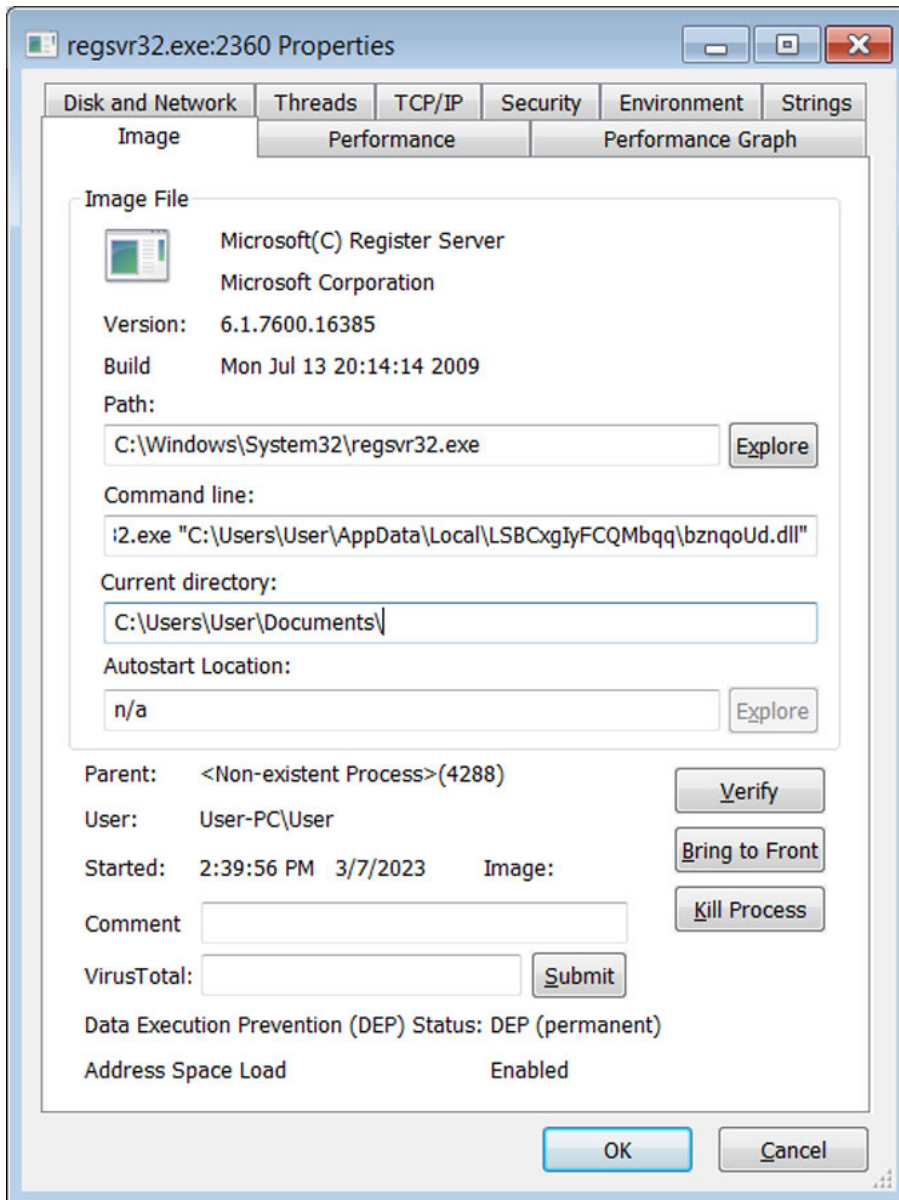 regsvr32.exe:2360 Properties
Disk and Network Threads TCP/IP Security Environment Strings
Image Performance Performance Graph
Image File
Microsoft(C) Register Server
Microsoft Corporation
Version: 6.1.7600.16385
Build Mon Jul 13 20:14:14 2009
Path:
C:\Windows\System32\regsvr32.exe Explore
Command line:
32.exe "C:\Users\User\AppData\Local\LSBCxgIyFCQMbqq\bznqoUd.dll"
Current directory:
C:\Users\User\Documents\
Autostart Location:
n/a Explore
Parent: <Non-existent Process>(4288)
Verify
User: User-PC\User
Bring to Front
Started: 2:39:56 PM 3/7/2023 Image:
Kill Process
Comment
VirusTotal: Submit
Data Execution Prevention (DEP) Status: DEP (permanent)
Address Space Load Enabled
OK Cancel